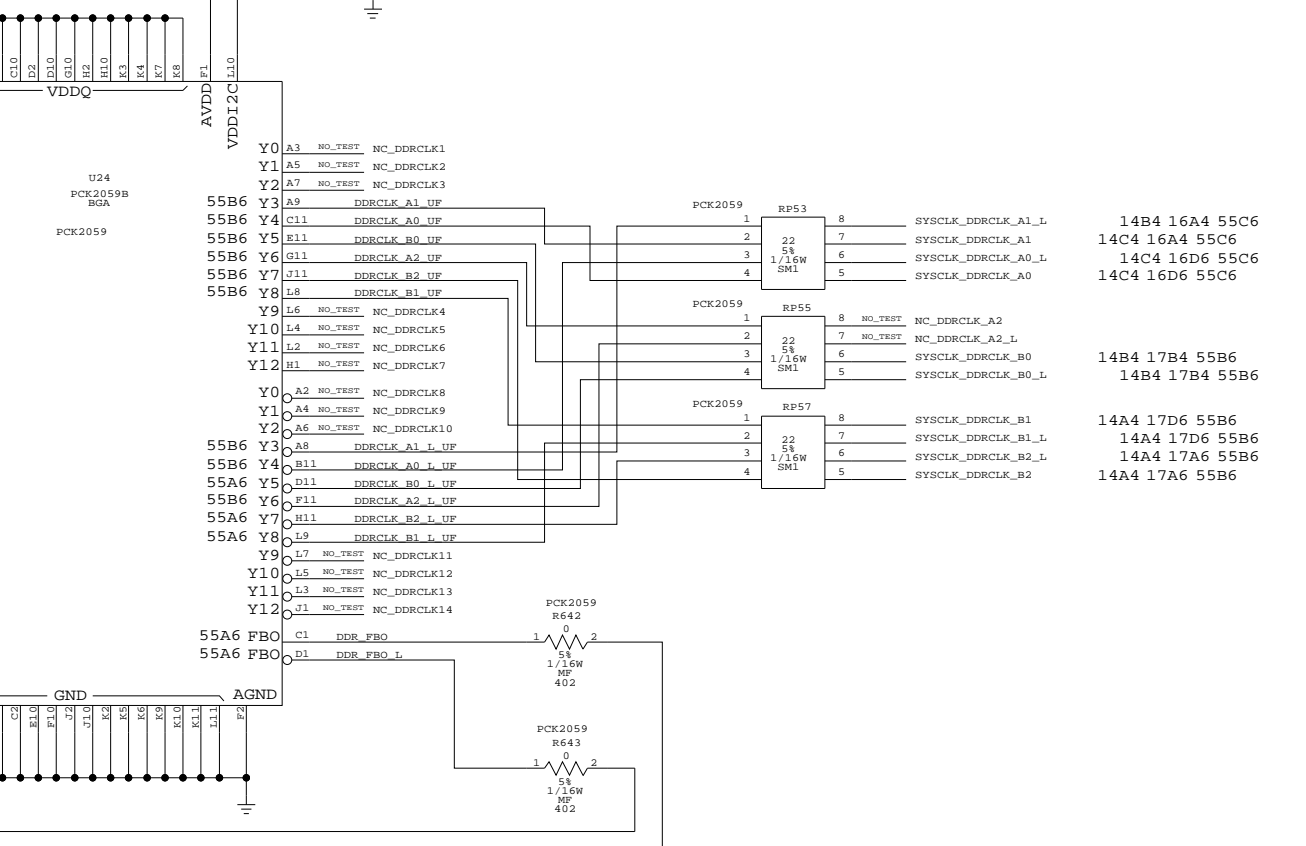 C10 D2 D10 G10 H2 H10 K3 K4 K7 K8 F1 L10
VDDQ AVDD VDDI2C
U24
PCK2059B
BGA
PCK2059
Y0 A3 NO_TEST NC_DDRCLK1
Y1 A5 NO_TEST NC_DDRCLK2
Y2 A7 NO_TEST NC_DDRCLK3
55B6 Y3 A9 DDRCLK_A1_UF
55B6 Y4 C11 DDRCLK_A0_UF
55B6 Y5 E11 DDRCLK_B0_UF
55B6 Y6 G11 DDRCLK_A2_UF
55B6 Y7 J11 DDRCLK_B2_UF
55B6 Y8 L8 DDRCLK_B1_UF
Y9 L6 NO_TEST NC_DDRCLK4
Y10 L4 NO_TEST NC_DDRCLK5
Y11 L2 NO_TEST NC_DDRCLK6
Y12 H1 NO_TEST NC_DDRCLK7
Y0 A2 NO_TEST NC_DDRCLK8
Y1 A4 NO_TEST NC_DDRCLK9
Y2 A6 NO_TEST NC_DDRCLK10
55B6 Y3 A8 DDRCLK_A1_L_UF
55B6 Y4 B11 DDRCLK_A0_L_UF
55A6 Y5 D11 DDRCLK_B0_L_UF
55B6 Y6 F11 DDRCLK_A2_L_UF
55A6 Y7 H11 DDRCLK_B2_L_UF
55A6 Y8 L9 DDRCLK_B1_L_UF
Y9 L7 NO_TEST NC_DDRCLK11
Y10 L5 NO_TEST NC_DDRCLK12
Y11 L3 NO_TEST NC_DDRCLK13
Y12 J1 NO_TEST NC_DDRCLK14
55A6 FBO C1 DDR_FBO
55A6 FBO D1 DDR_FBO_L
GND AGND
C2 E10 F10 J2 J10 K2 K5 K6 K9 K10 K11 L11 F2
PCK2059 RP53
1 8 SYSCLK_DDRCLK_A1_L 14B4 16A4 55C6
2 22 7 SYSCLK_DDRCLK_A1 14C4 16A4 55C6
5%
3 1/16W 6 SYSCLK_DDRCLK_A0_L 14C4 16D6 55C6
SM1
4 5 SYSCLK_DDRCLK_A0 14C4 16D6 55C6
PCK2059 RP55
1 8 NO_TEST NC_DDRCLK_A2
2 22 7 NO_TEST NC_DDRCLK_A2_L
5%
3 1/16W 6 SYSCLK_DDRCLK_B0 14B4 17B4 55B6
SM1
4 5 SYSCLK_DDRCLK_B0_L 14B4 17B4 55B6
PCK2059 RP57
1 8 SYSCLK_DDRCLK_B1 14A4 17D6 55B6
2 22 7 SYSCLK_DDRCLK_B1_L 14A4 17D6 55B6
5%
3 1/16W 6 SYSCLK_DDRCLK_B2_L 14A4 17A6 55B6
SM1
4 5 SYSCLK_DDRCLK_B2 14A4 17A6 55B6
PCK2059
R642
0
1 2
5%
1/16W
MF
402
PCK2059
R643
0
1 2
5%
1/16W
MF
402